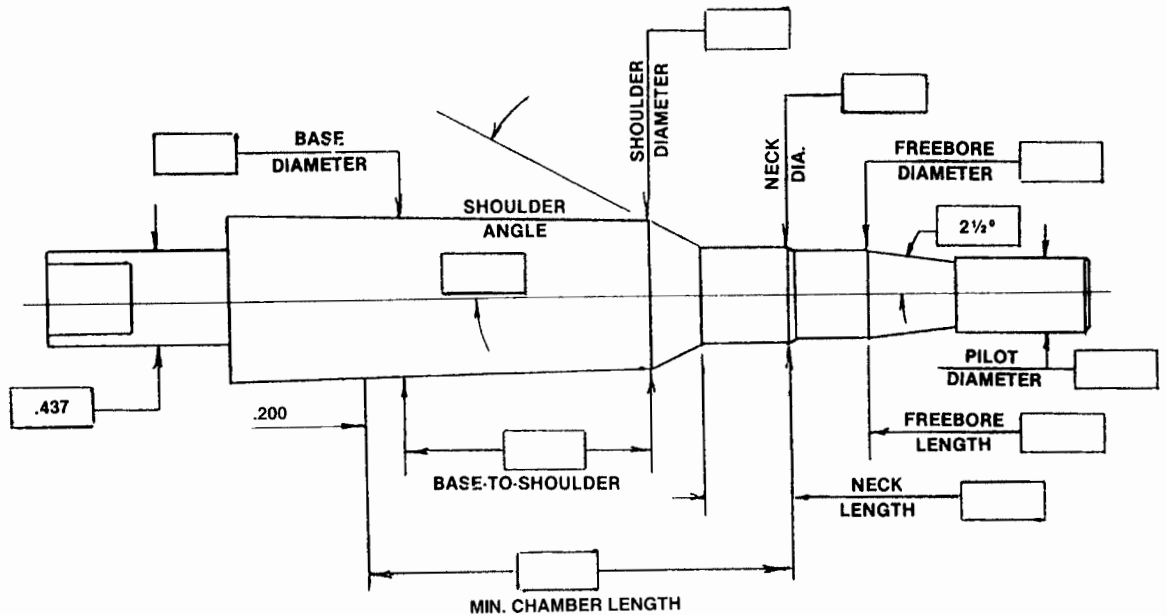 SHOULDER
DIAMETER
BASE
DIAMETER
NECK
DIA.
FREEBORE
DIAMETER
SHOULDER
ANGLE
2½°
PILOT
DIAMETER
.437
.200
FREEBORE
LENGTH
BASE-TO-SHOULDER
NECK
LENGTH
MIN. CHAMBER LENGTH